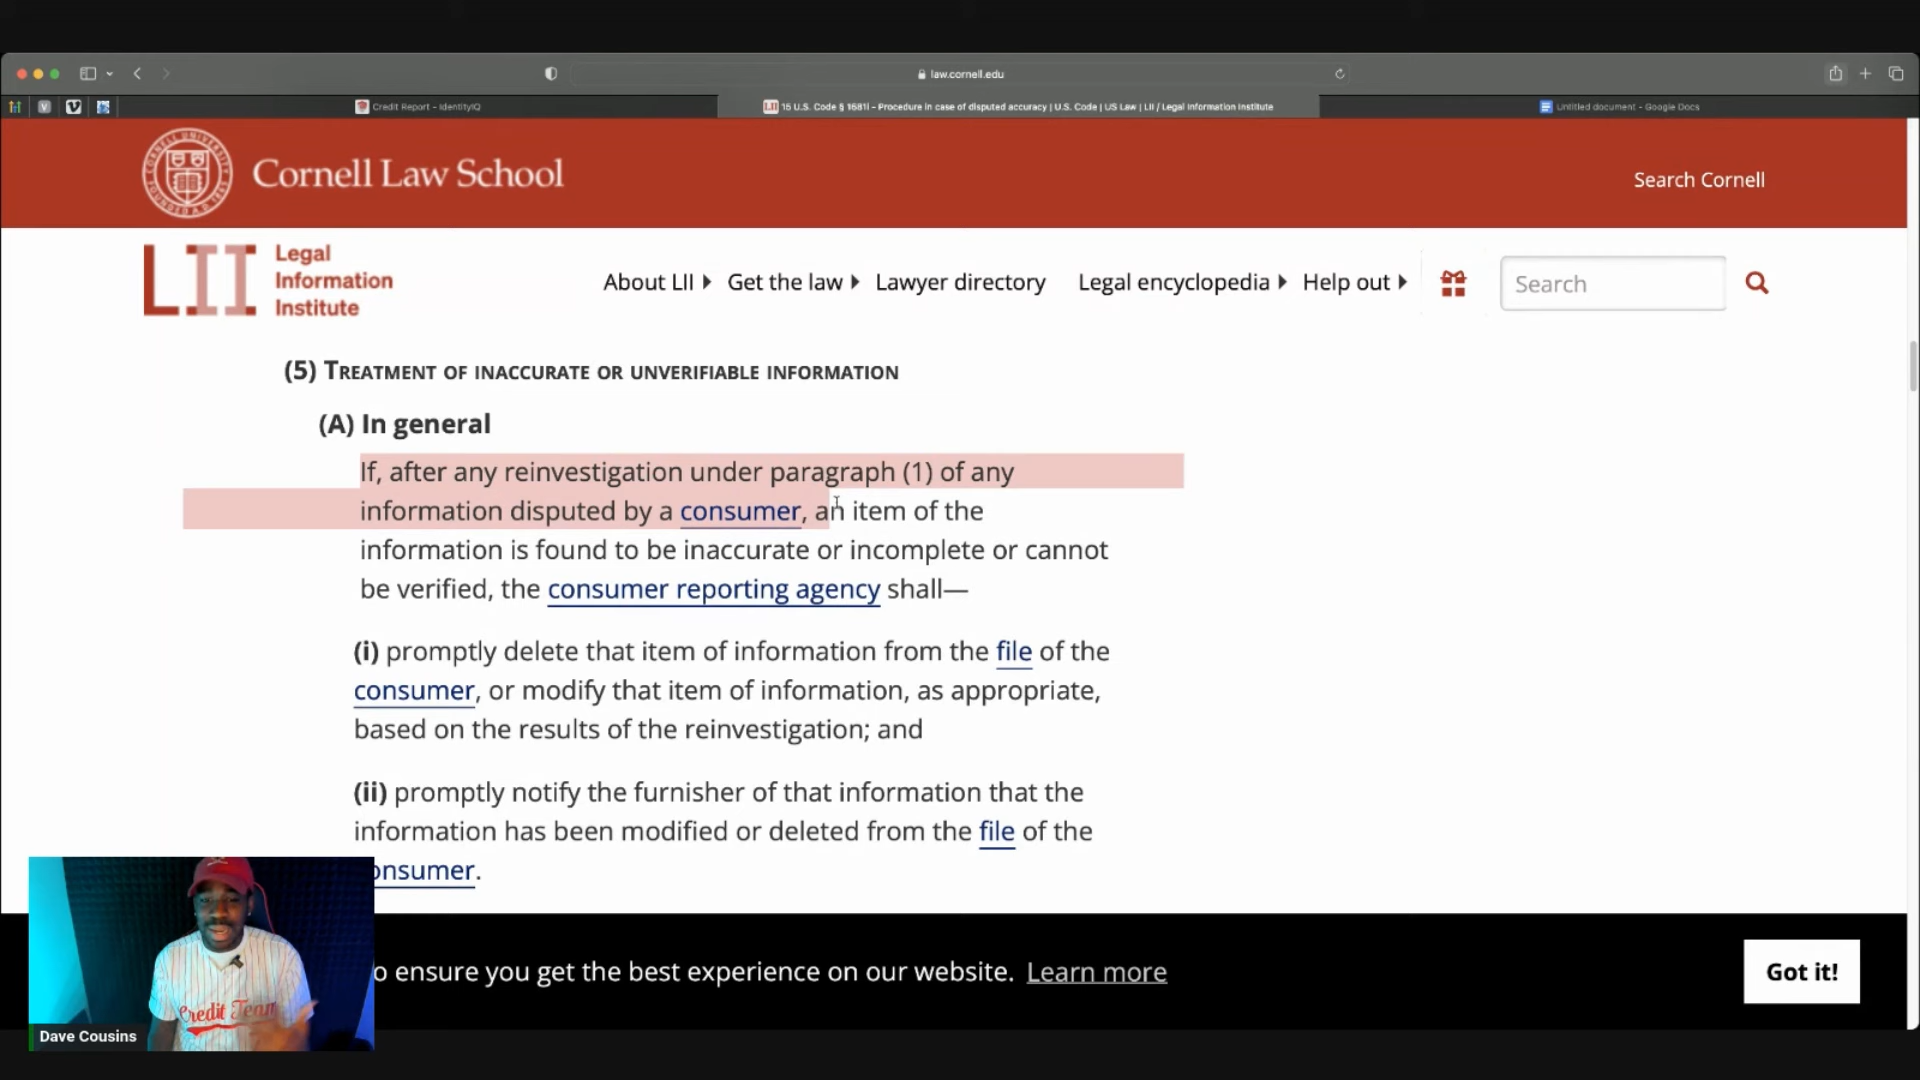 law.cornell.edu
Credit Report - IdentityIQ
LII 15 U.S. Code § 1681i - Procedure in case of disputed accuracy | U.S. Code | US Law | LII / Legal Information Institute
Untitled document - Google Docs
Cornell Law School
Search Cornell
LII Legal
Information
Institute
About LII
Get the law
Lawyer directory
Legal encyclopedia
Help out
Search
(5) Treatment of inaccurate or unverifiable information
(A) In general
If, after any reinvestigation under paragraph (1) of any
information disputed by a consumer, an item of the
information is found to be inaccurate or incomplete or cannot
be verified, the consumer reporting agency shall—
(i) promptly delete that item of information from the file of the
consumer, or modify that item of information, as appropriate,
based on the results of the reinvestigation; and
(ii) promptly notify the furnisher of that information that the
information has been modified or deleted from the file of the
onsumer.
o ensure you get the best experience on our website. Learn more
Got it!
Credit Team
Dave Cousins